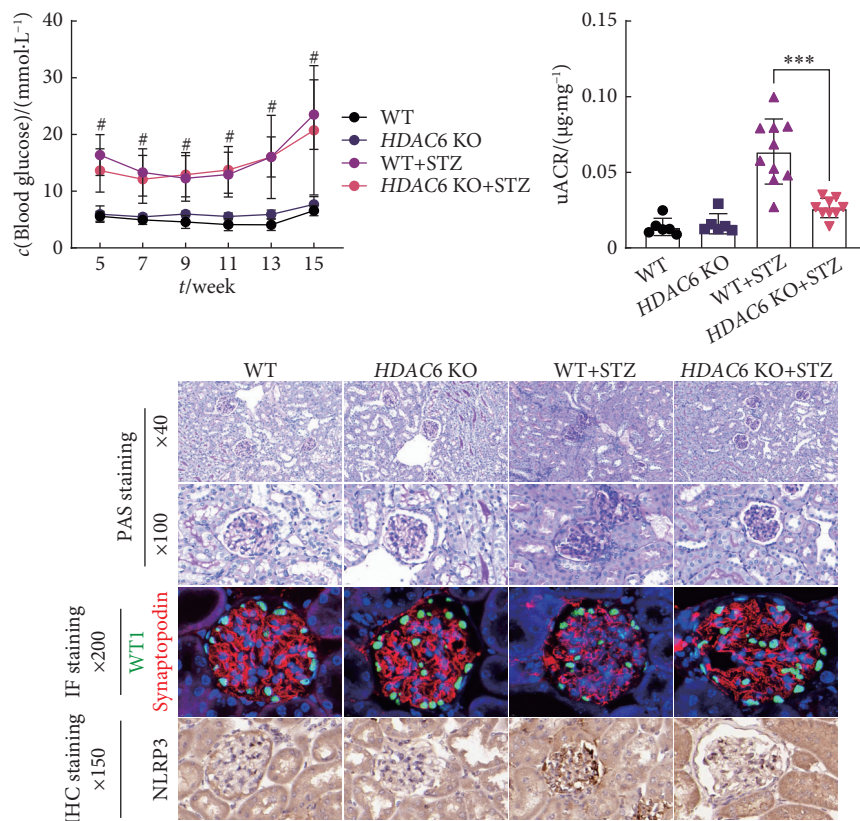 c(Blood glucose)/(mmol·L⁻¹)
40
30
20
10
0
# # # # # #
5 7 9 11 13 15
t/week
WT
HDAC6 KO
WT+STZ
HDAC6 KO+STZ
uACR/(μg·mg⁻¹)
0.15
0.10
0.05
0
***
WT
HDAC6 KO
WT+STZ
HDAC6 KO+STZ
WT HDAC6 KO WT+STZ HDAC6 KO+STZ
PAS staining
×40
×100
IF staining
×200
WT1
Synaptopodin
IHC staining
×150
NLRP3